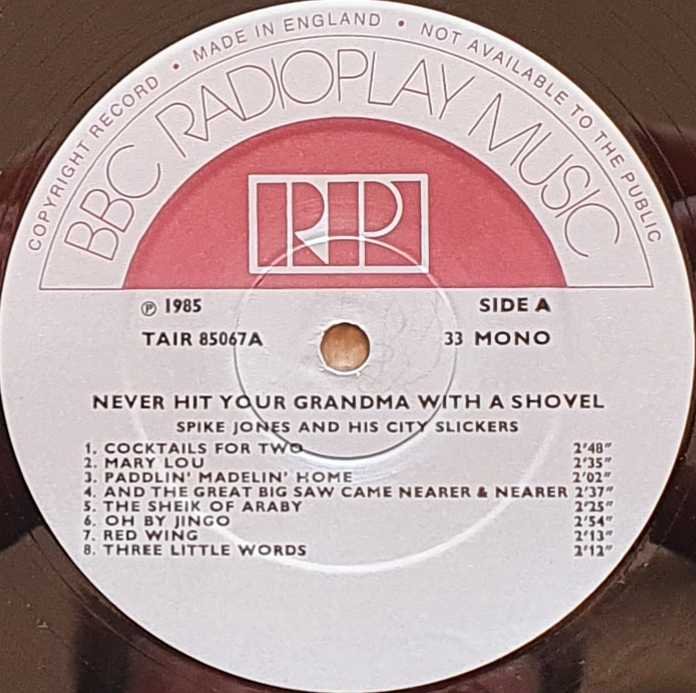 COPYRIGHT RECORD • MADE IN ENGLAND • NOT AVAILABLE TO THE PUBLIC
BBC RADIOPLAY MUSIC
RP
Ⓟ 1985 SIDE A
TAIR 85067A 33 MONO
NEVER HIT YOUR GRANDMA WITH A SHOVEL
SPIKE JONES AND HIS CITY SLICKERS
1. COCKTAILS FOR TWO 2'48"
2. MARY LOU 2'35"
3. PADDLIN' MADELIN' HOME 2'02"
4. AND THE GREAT BIG SAW CAME NEARER & NEARER 2'37"
5. THE SHEIK OF ARABY 2'25"
6. OH BY JINGO 2'54"
7. RED WING 2'13"
8. THREE LITTLE WORDS 2'12"